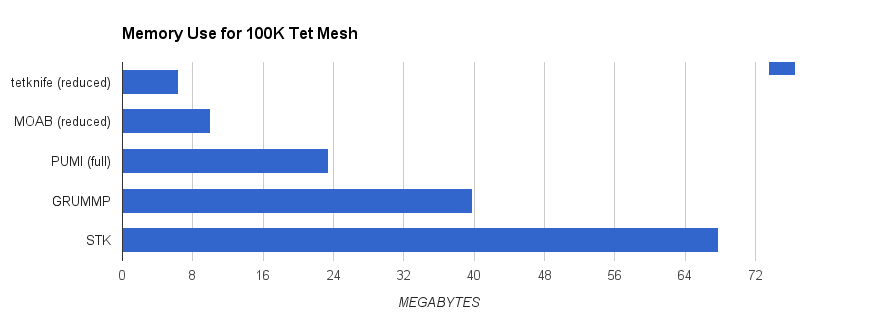 Memory Use for 100K Tet Mesh
tetknife (reduced)
MOAB (reduced)
PUMI (full)
GRUMMP
STK
0 8 16 24 32 40 48 56 64 72
MEGABYTES